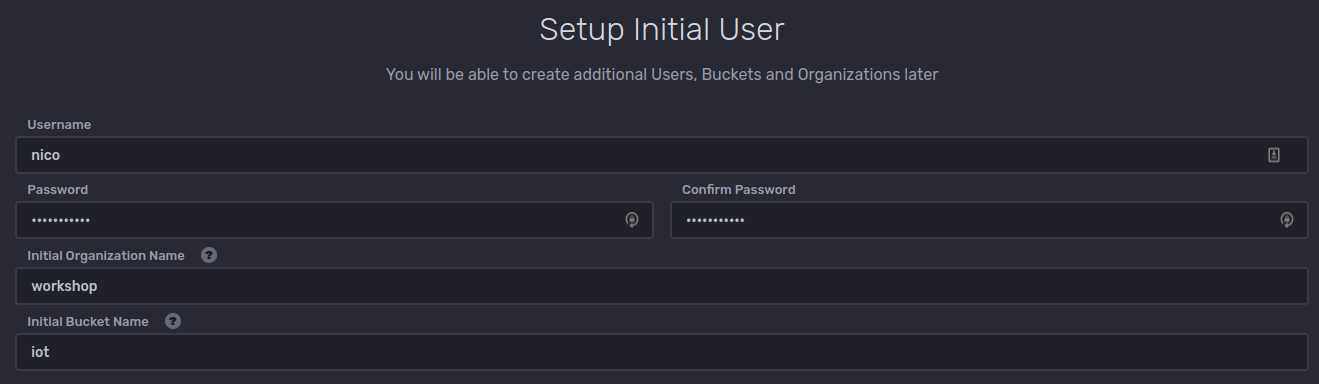 Setup Initial User
You will be able to create additional Users, Buckets and Organizations later
Username
nico
Password Confirm Password
••••••••••• •••••••••••
Initial Organization Name ?
workshop
Initial Bucket Name ?
iot